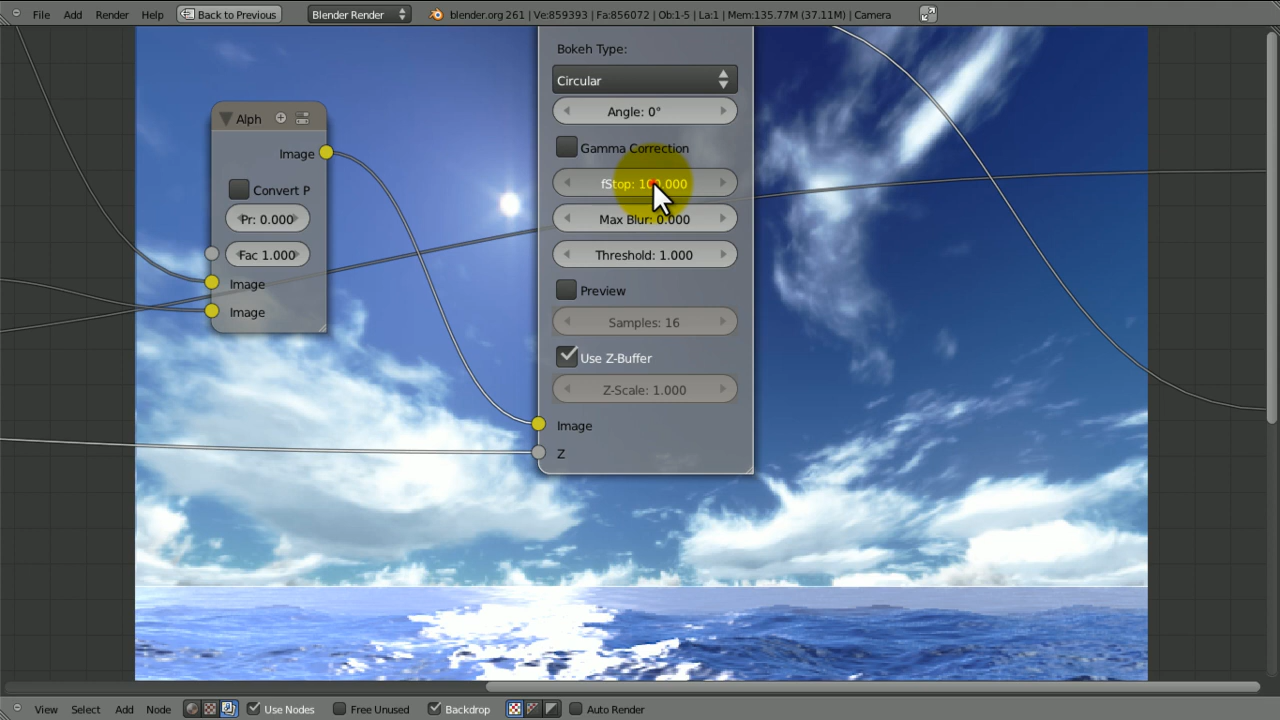 File Add Render Help Back to Previous Blender Render blender.org 261 | Ve:859393 | Fa:856072 | Ob:1-5 | La:1 | Mem:135.77M (37.11M) | Camera
Bokeh Type:
Circular
Angle: 0°
Gamma Correction
fStop: 100.000
Max Blur: 0.000
Threshold: 1.000
Preview
Samples: 16
Use Z-Buffer
Z-Scale: 1.000
Image
Z
Alph
Image
Convert P
Pr: 0.000
Fac 1.000
Image
Image
View Select Add Node Use Nodes Free Unused Backdrop Auto Render